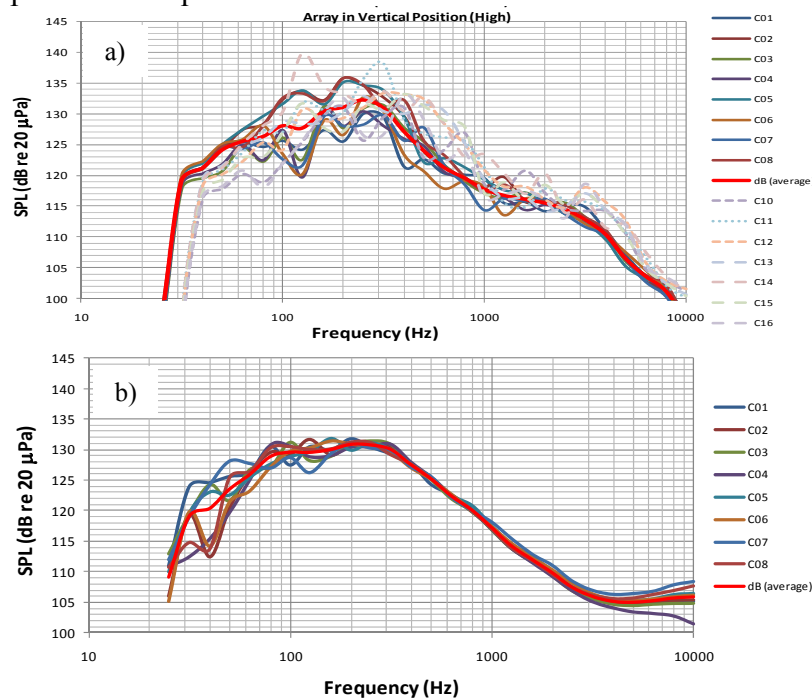 Array in Vertical Position (High)
a)
SPL (dB re 20 µPa)
145
140
135
130
125
120
115
110
105
100
10
100
1000
10000
Frequency (Hz)
C01
C02
C03
C04
C05
C06
C07
C08
dB (average
C10
C11
C12
C13
C14
C15
C16
b)
SPL (dB re 20 µPa)
145
140
135
130
125
120
115
110
105
100
10
100
1000
10000
Frequency (Hz)
C01
C02
C03
C04
C05
C06
C07
C08
dB (average)